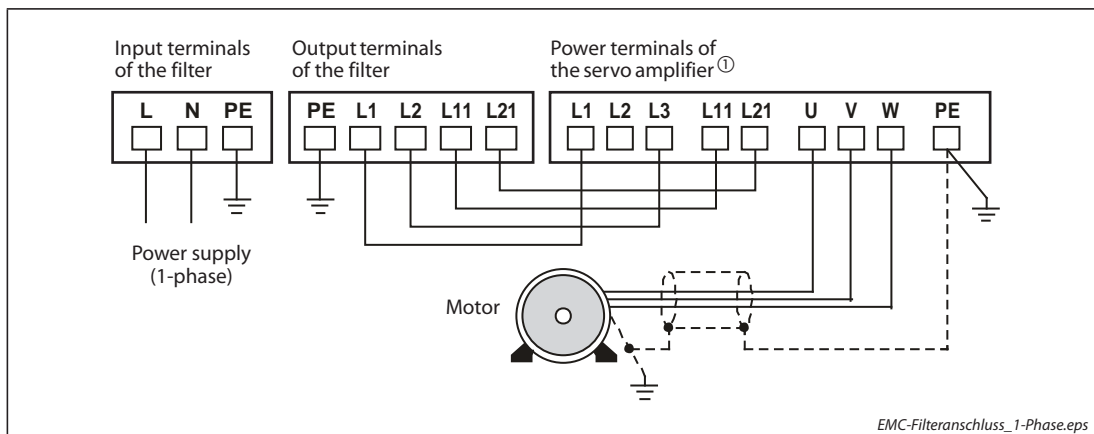 Input terminals
of the filter
Output terminals
of the filter
Power terminals of
the servo amplifier ①
L N PE
PE L1 L2 L11 L21
L1 L2 L3 L11 L21 U V W PE
Power supply
(1-phase)
Motor
EMC-Filteranschluss_1-Phase.eps